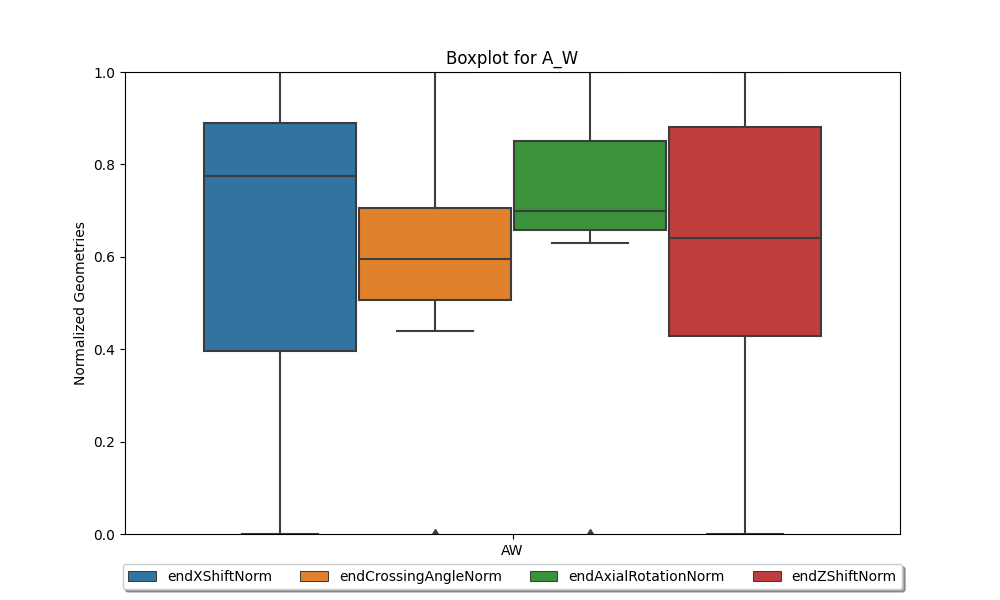 Boxplot for A_W
1.0
0.8
0.6
0.4
0.2
0.0
Normalized Geometries
AW
endXShiftNorm endCrossingAngleNorm endAxialRotationNorm endZShiftNorm